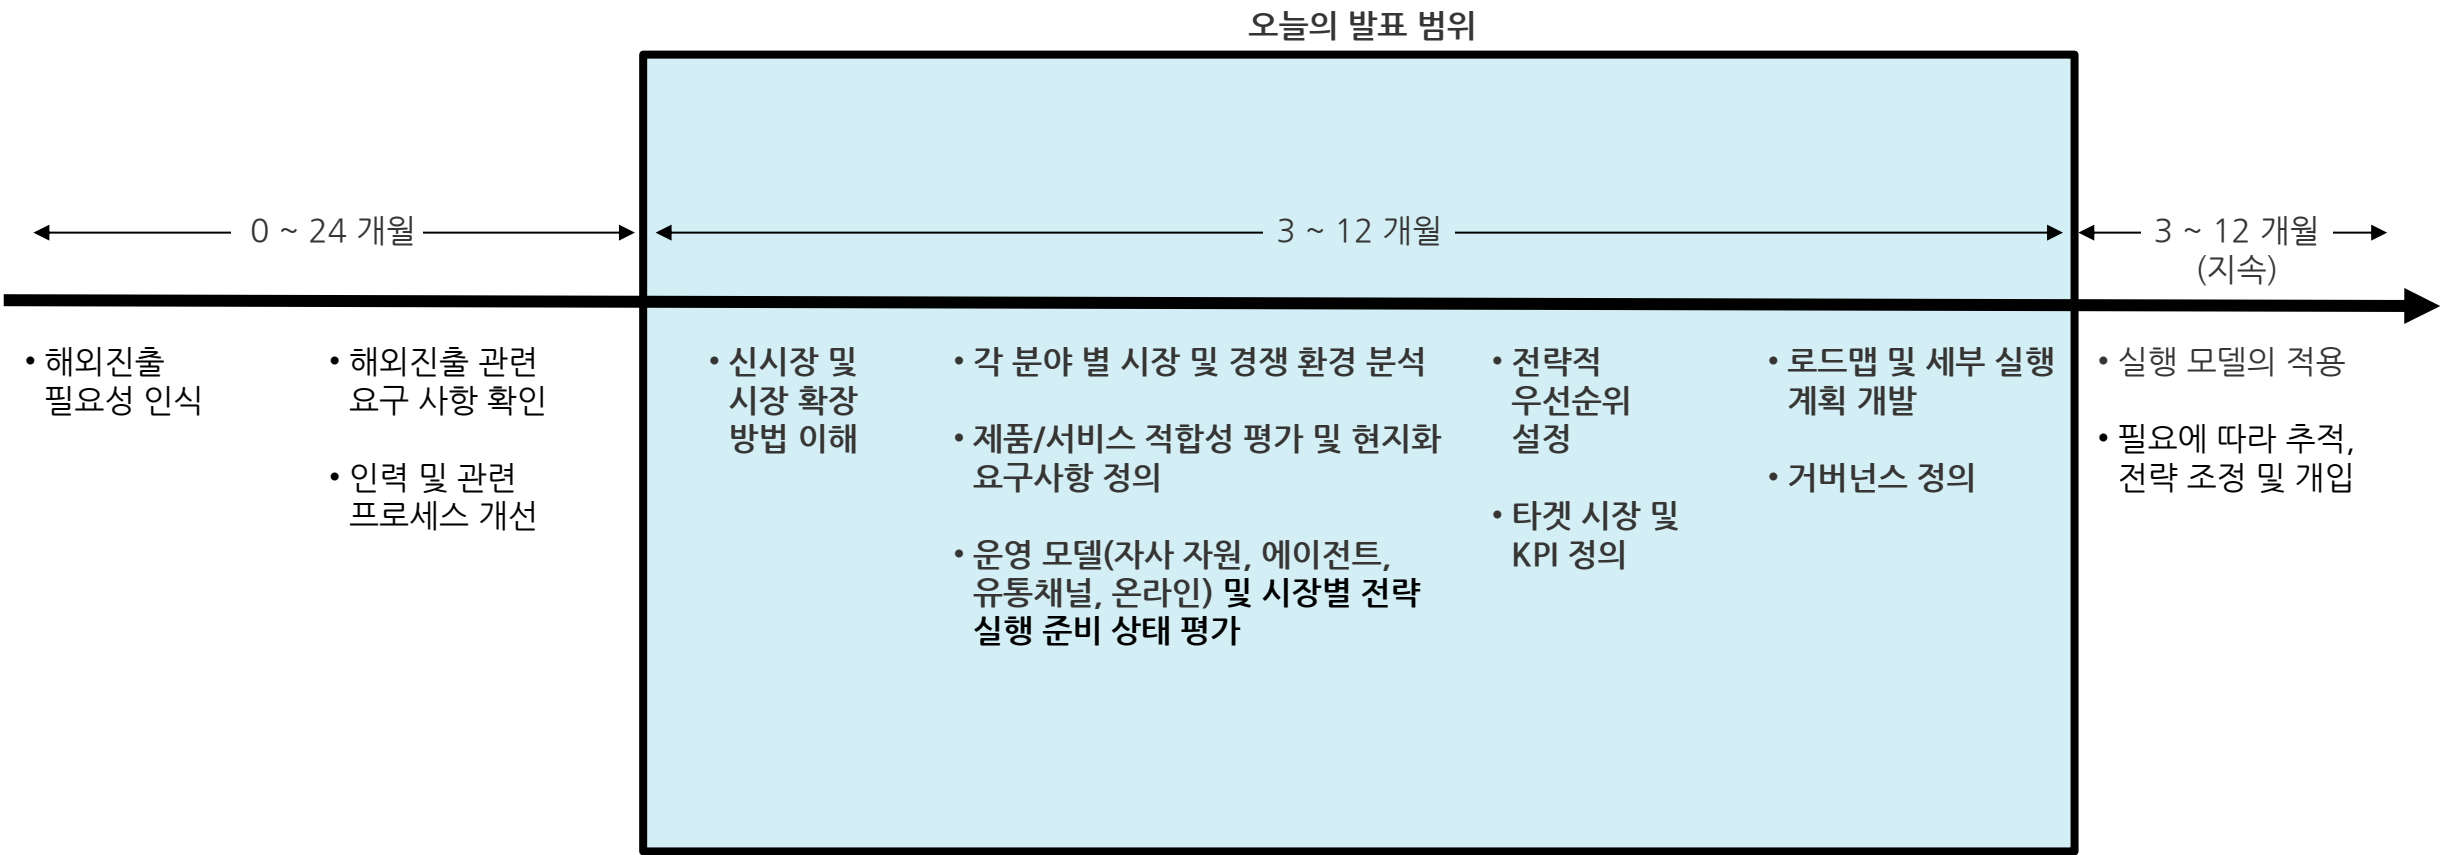 오늘의 발표 범위
0 ~ 24 개월
3 ~ 12 개월
3 ~ 12 개월
(지속)
• 해외진출
필요성 인식
• 해외진출 관련
요구 사항 확인
• 인력 및 관련
프로세스 개선
• 신시장 및
시장 확장
방법 이해
• 각 분야 별 시장 및 경쟁 환경 분석
• 제품/서비스 적합성 평가 및 현지화
요구사항 정의
• 운영 모델(자사 자원, 에이전트,
유통채널, 온라인) 및 시장별 전략
실행 준비 상태 평가
• 전략적
우선순위
설정
• 타겟 시장 및
KPI 정의
• 로드맵 및 세부 실행
계획 개발
• 거버넌스 정의
• 실행 모델의 적용
• 필요에 따라 추적,
전략 조정 및 개입